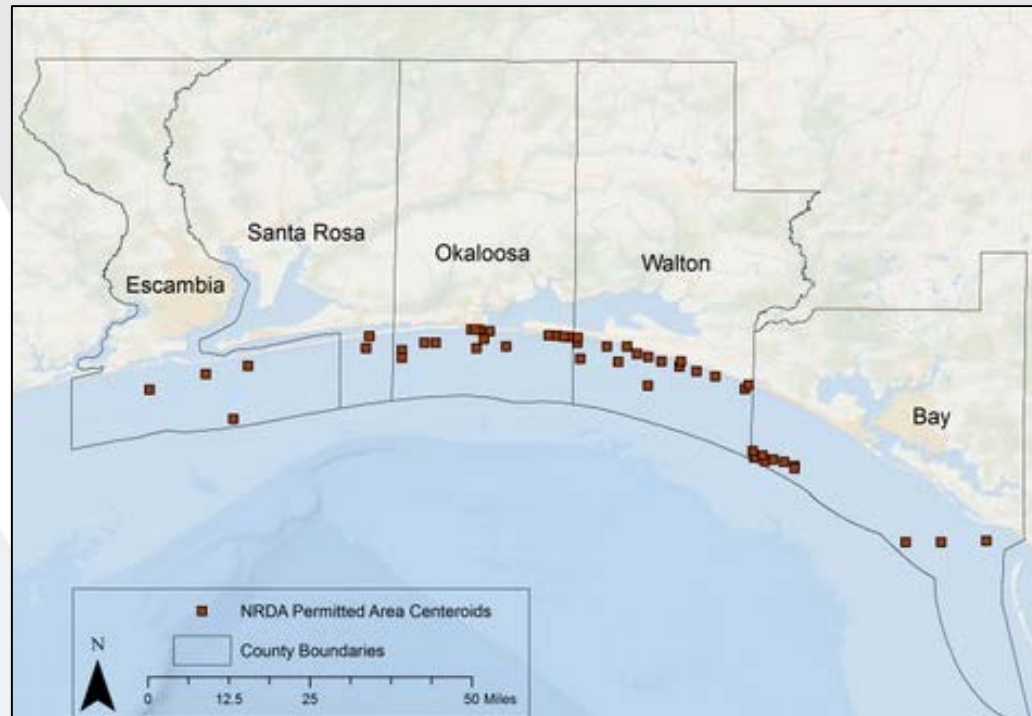 Santa Rosa
Okaloosa
Walton
Escambia
Bay
NRDA Permitted Area Centeroids
County Boundaries
N
0 12.5 25 50 Miles